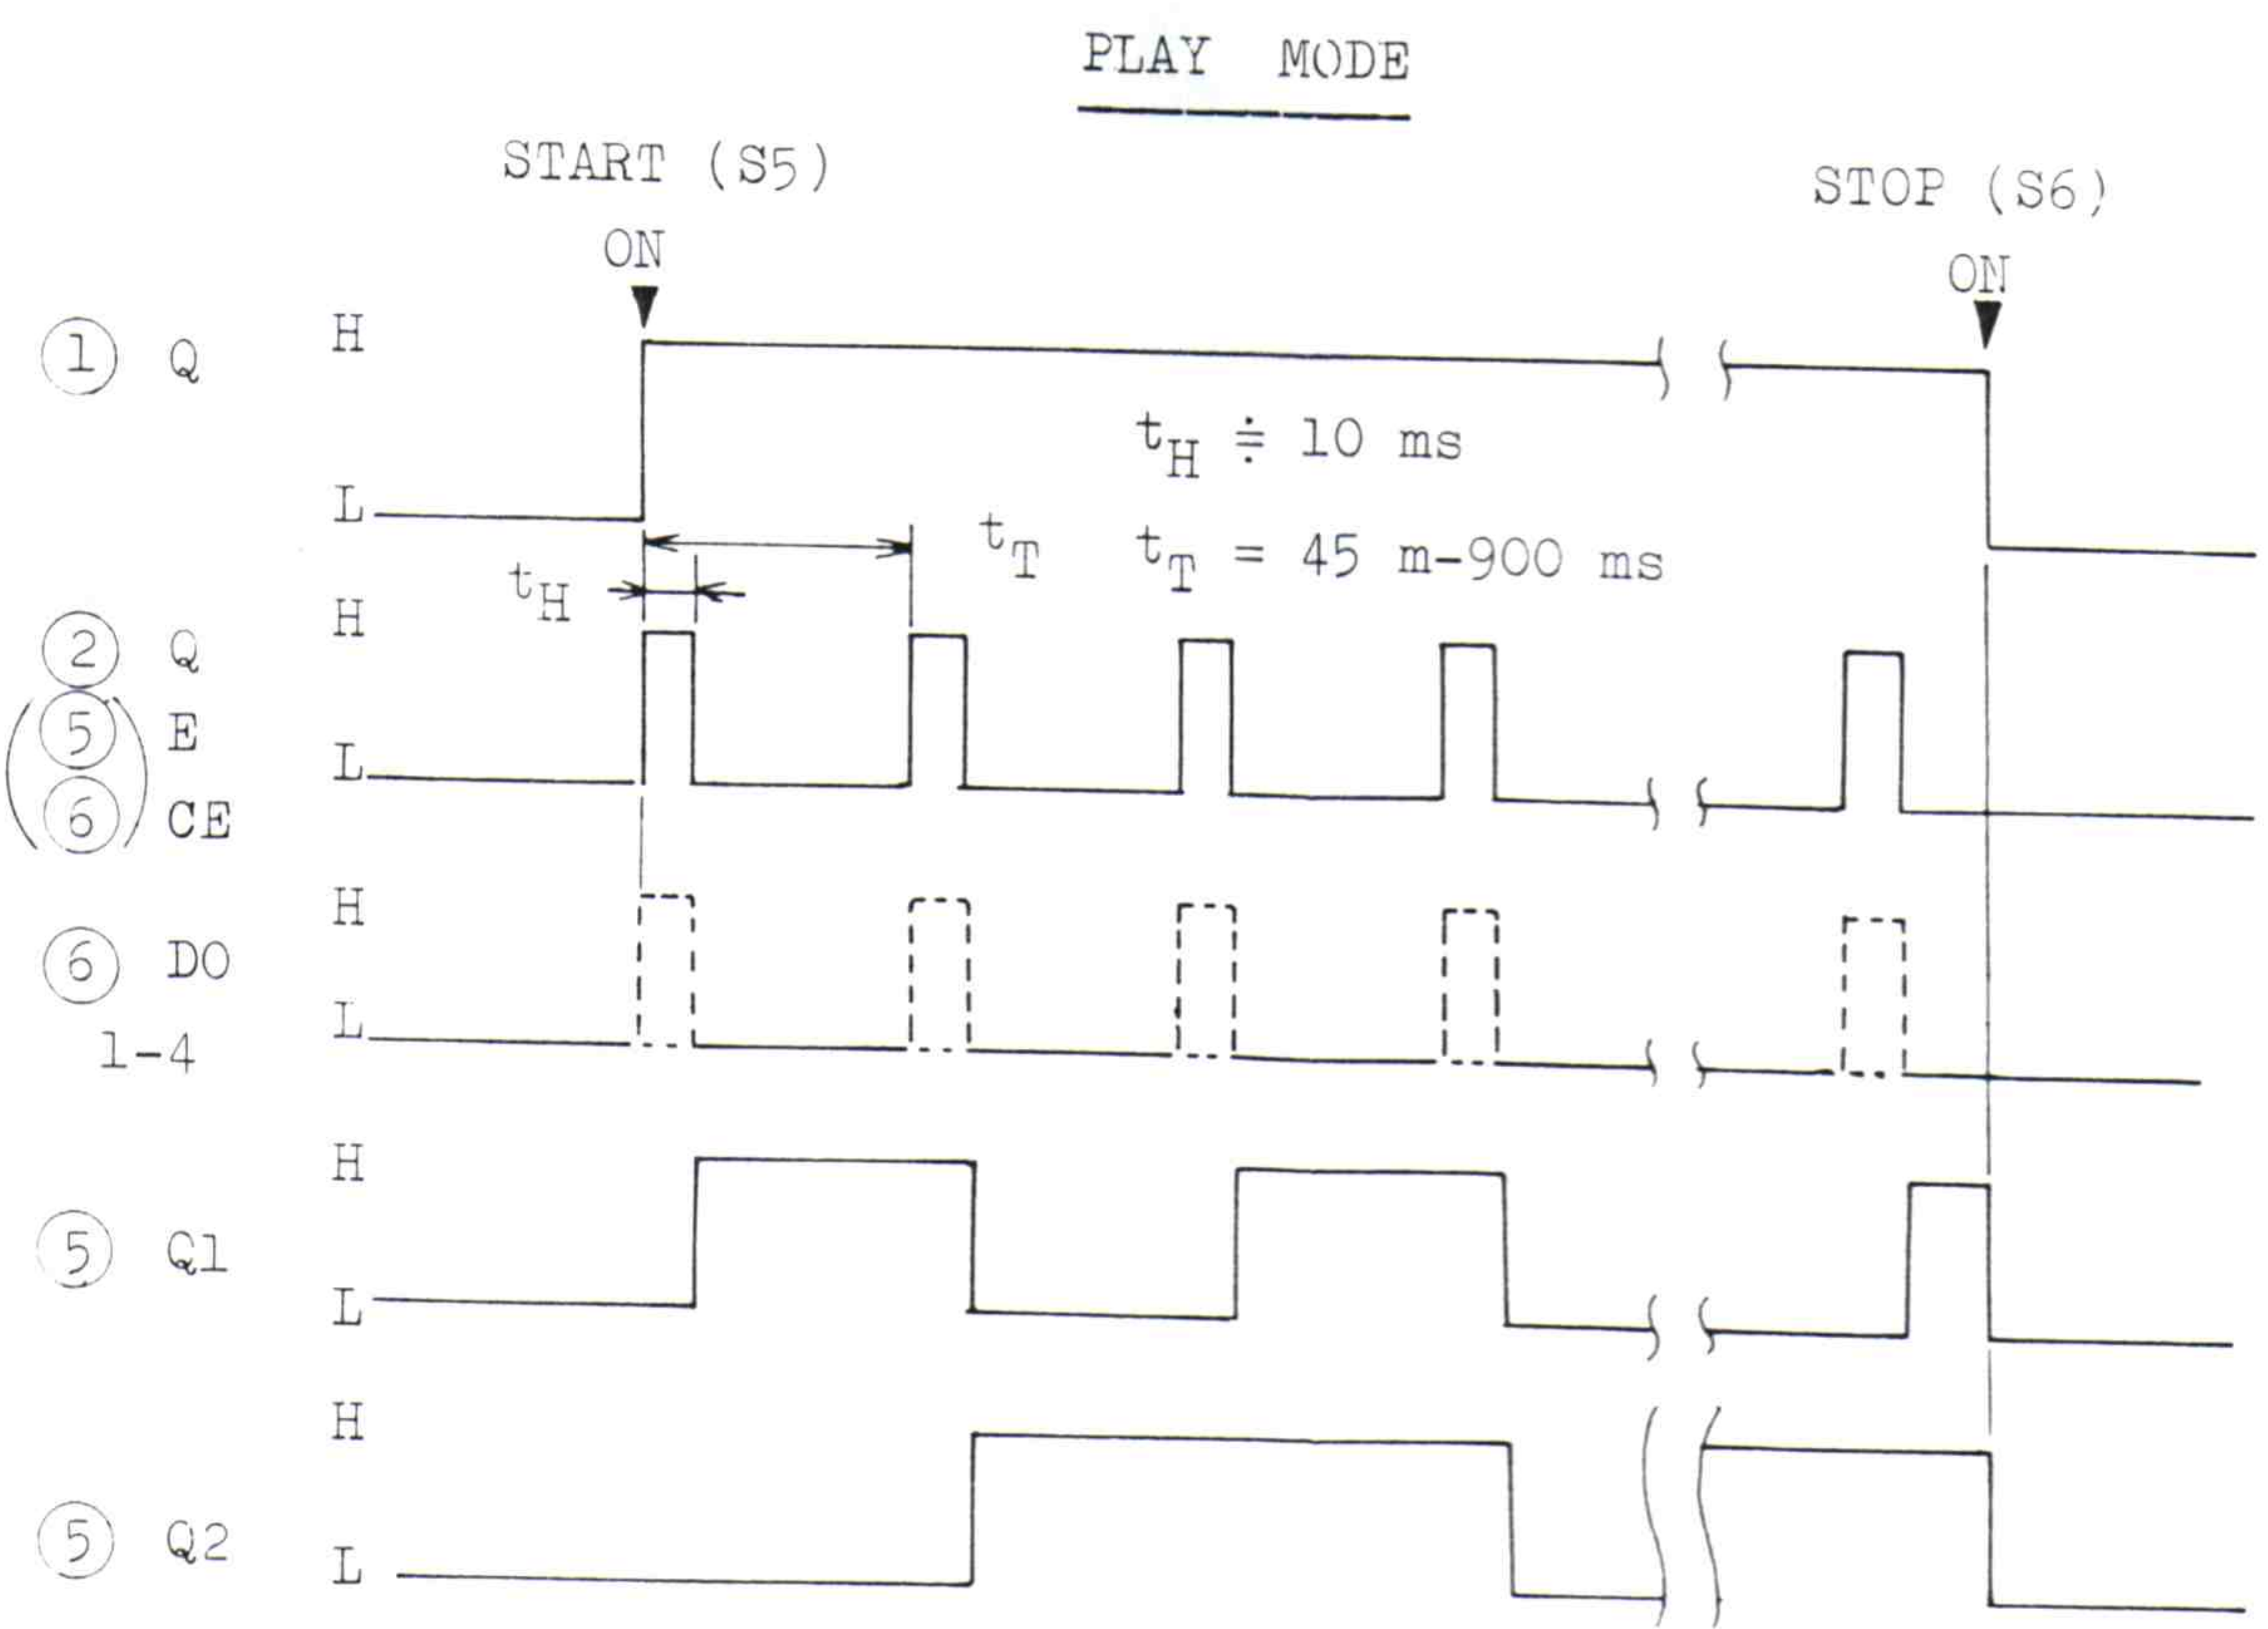 PLAY MODE
START (S5)
STOP (S6)
ON
ON
① Q H
L
tH ≓ 10 ms
tT tT = 45 m-900 ms
tH
② Q H
⑤ E
L
⑥ CE
H
⑥ DO
L
1-4
H
⑤ Q1
L
H
⑤ Q2
L